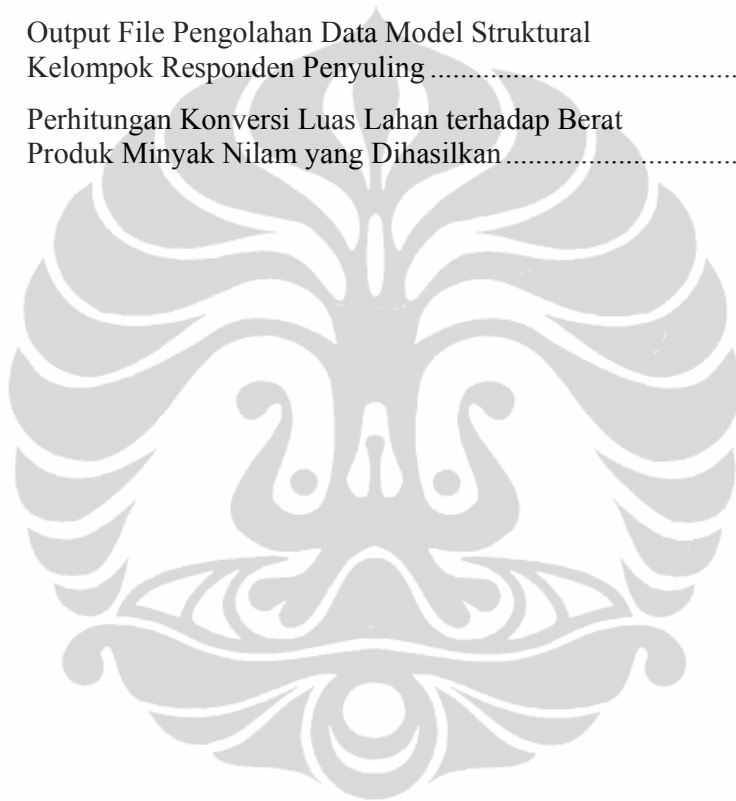 Output File Pengolahan Data Model Struktural
Kelompok Responden Penyuling .........................................
Perhitungan Konversi Luas Lahan terhadap Berat
Produk Minyak Nilam yang Dihasilkan ...............................